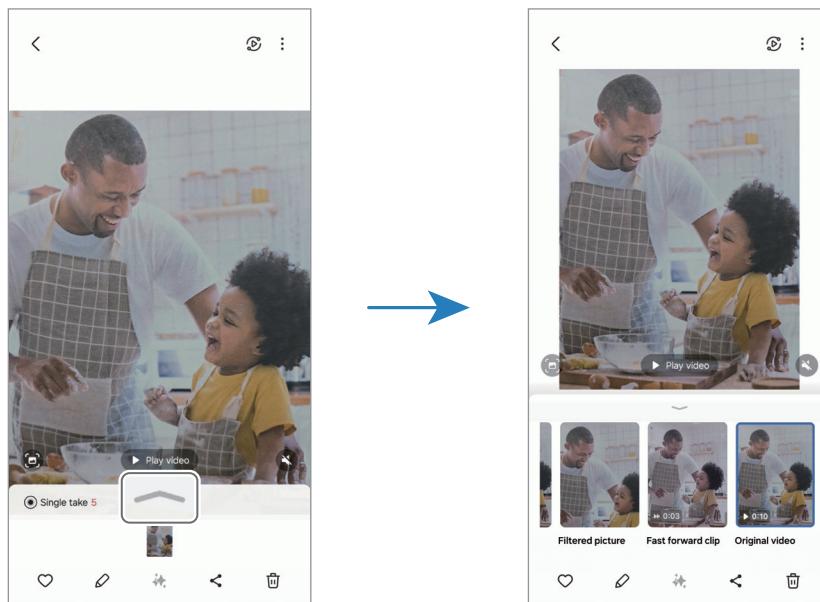 Play video
Single take 5
Play video
0:03
0:10
Filtered picture
Fast forward clip
Original video